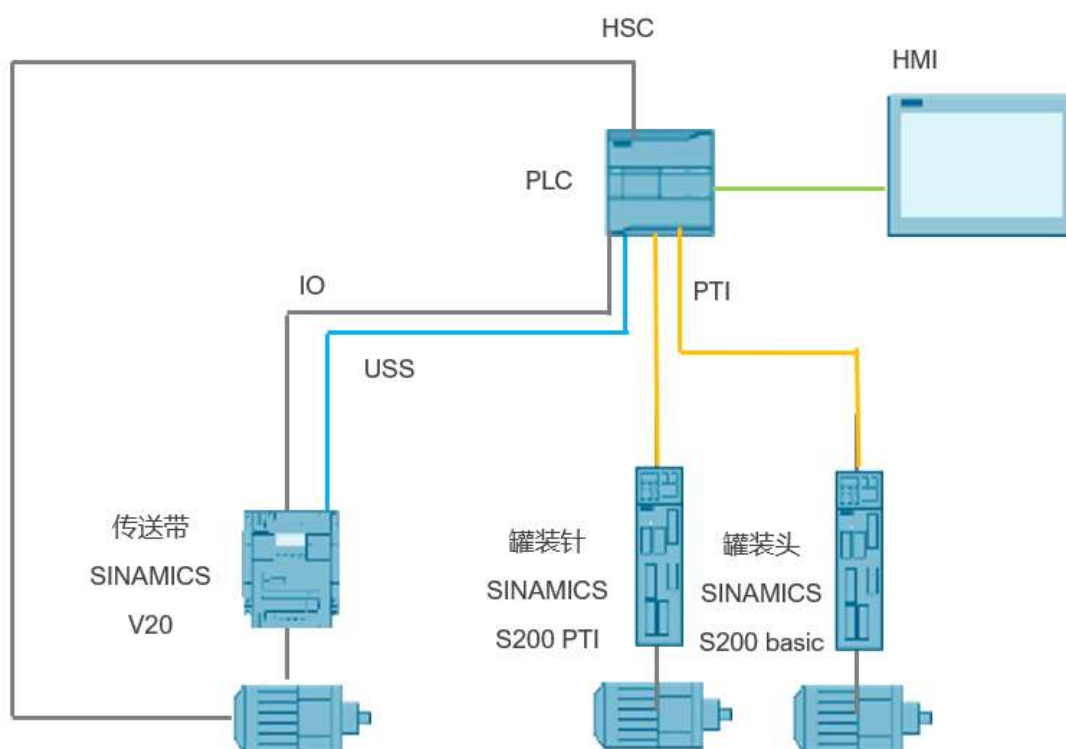 HSC
HMI
PLC
IO
PTI
USS
传送带
SINAMICS
V20
罐装针
SINAMICS
S200 PTI
罐装头
SINAMICS
S200 basic